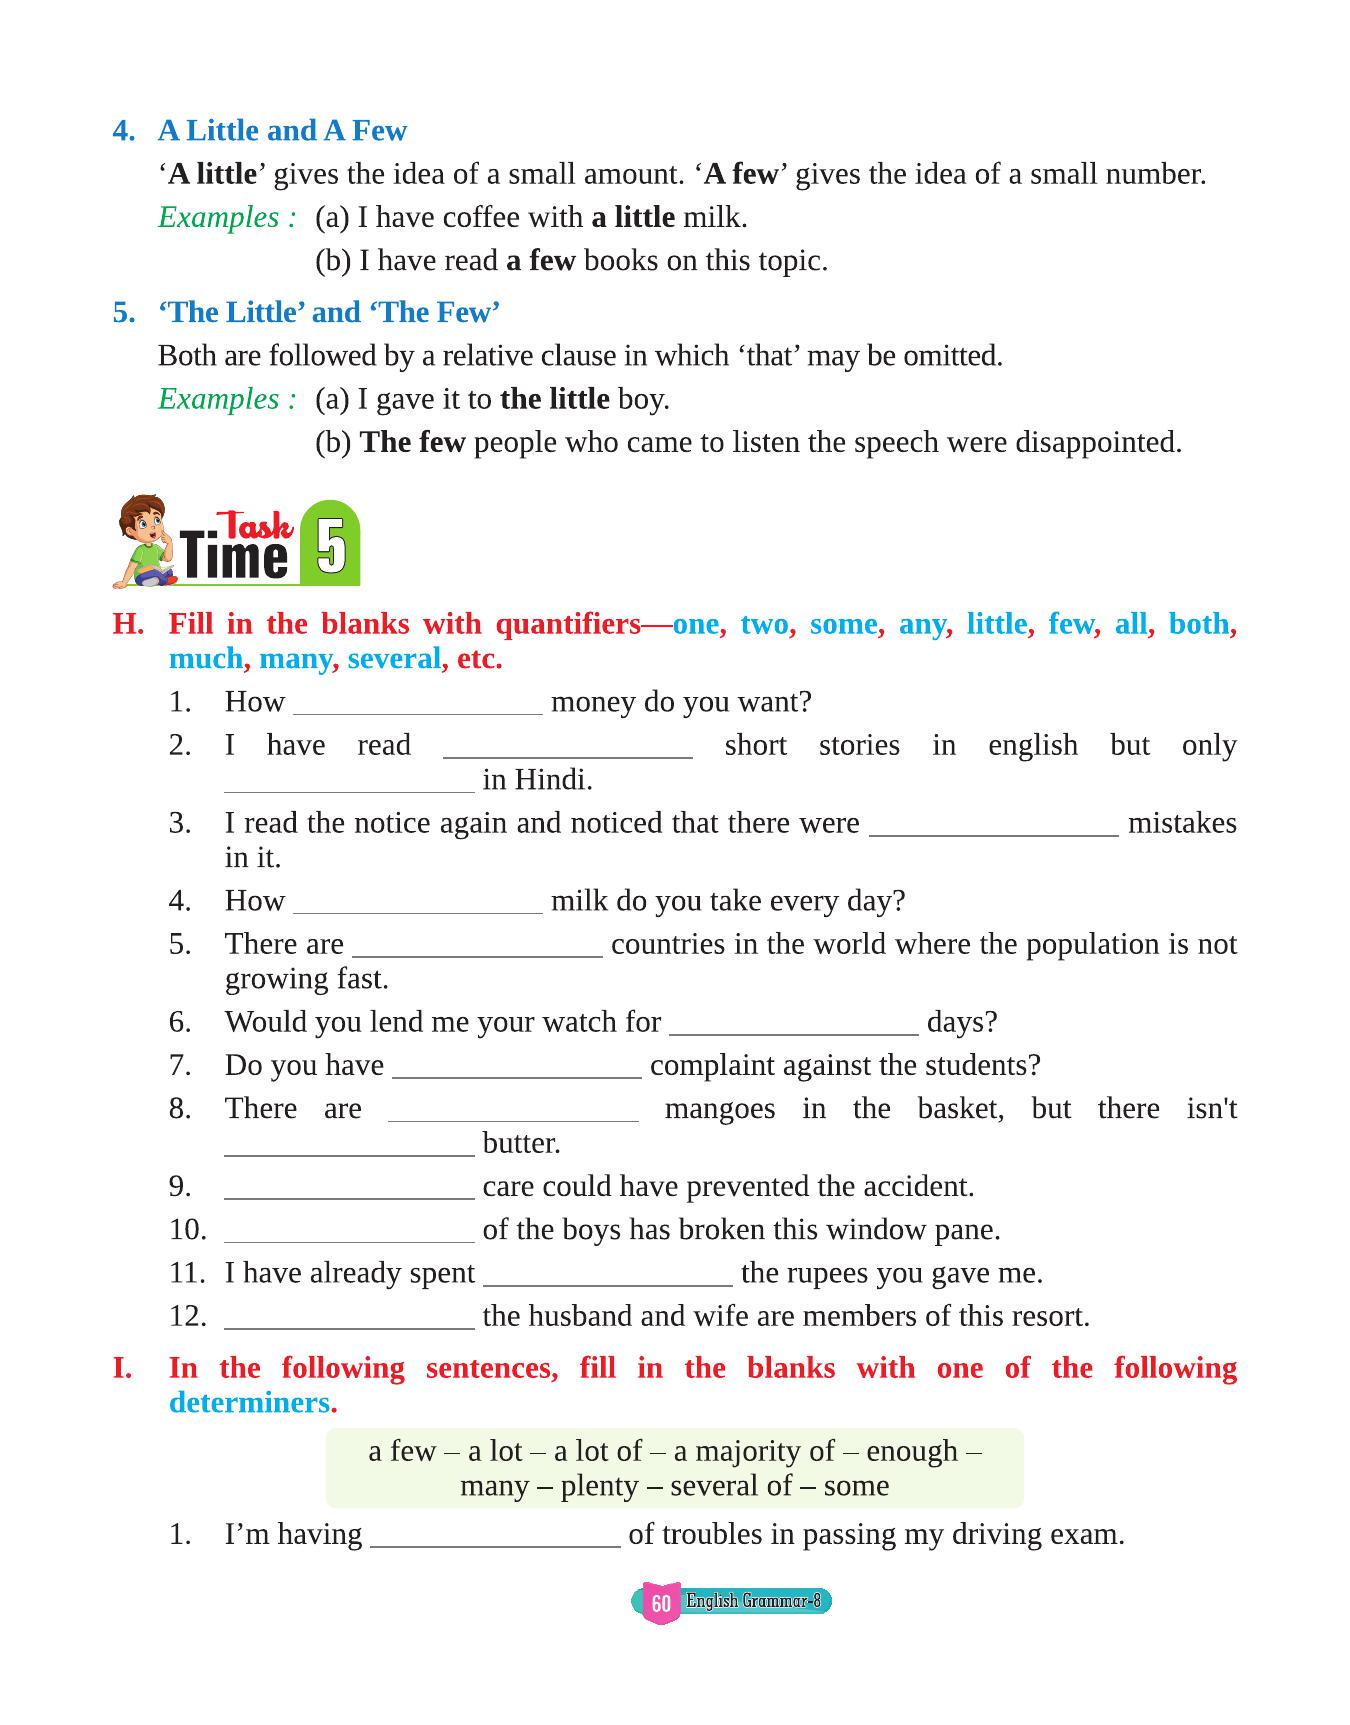 4. A Little and A Few
‘A little’ gives the idea of a small amount. ‘A few’ gives the idea of a small number.
Examples : (a) I have coffee with a little milk.
(b) I have read a few books on this topic.
5. ‘The Little’ and ‘The Few’
Both are followed by a relative clause in which ‘that’ may be omitted.
Examples : (a) I gave it to the little boy.
(b) The few people who came to listen the speech were disappointed.
Task
Time 5
H. Fill in the blanks with quantifiers—one, two, some, any, little, few, all, both,
much, many, several, etc.
1. How ________________ money do you want?
2. I have read ________________ short stories in english but only
________________ in Hindi.
3. I read the notice again and noticed that there were ________________ mistakes
in it.
4. How ________________ milk do you take every day?
5. There are ________________ countries in the world where the population is not
growing fast.
6. Would you lend me your watch for ________________ days?
7. Do you have ________________ complaint against the students?
8. There are ________________ mangoes in the basket, but there isn't
________________ butter.
9. ________________ care could have prevented the accident.
10. ________________ of the boys has broken this window pane.
11. I have already spent ________________ the rupees you gave me.
12. ________________ the husband and wife are members of this resort.
I. In the following sentences, fill in the blanks with one of the following
determiners.
a few – a lot – a lot of – a majority of – enough –
many – plenty – several of – some
1. I’m having ________________ of troubles in passing my driving exam.
60 English Grammar-8